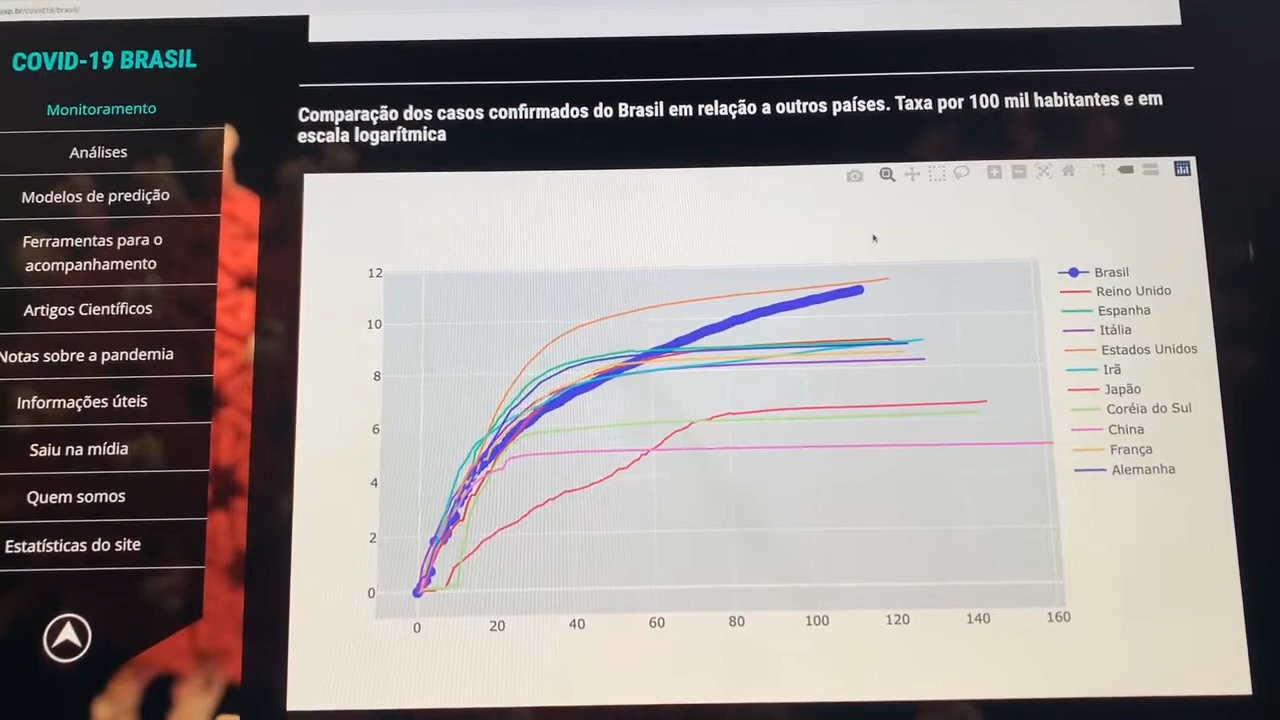 COVID-19 BRASIL
Monitoramento
Análises
Modelos de predição
Ferramentas para o
acompanhamento
Artigos Científicos
Notas sobre a pandemia
Informações úteis
Saiu na mídia
Quem somos
Estatísticas do site
Comparação dos casos confirmados do Brasil em relação a outros países. Taxa por 100 mil habitantes e em
escala logarítmica
12
10
8
6
4
2
0
0 20 40 60 80 100 120 140 160
Brasil
Reino Unido
Espanha
Itália
Estados Unidos
Irã
Japão
Coréia do Sul
China
França
Alemanha